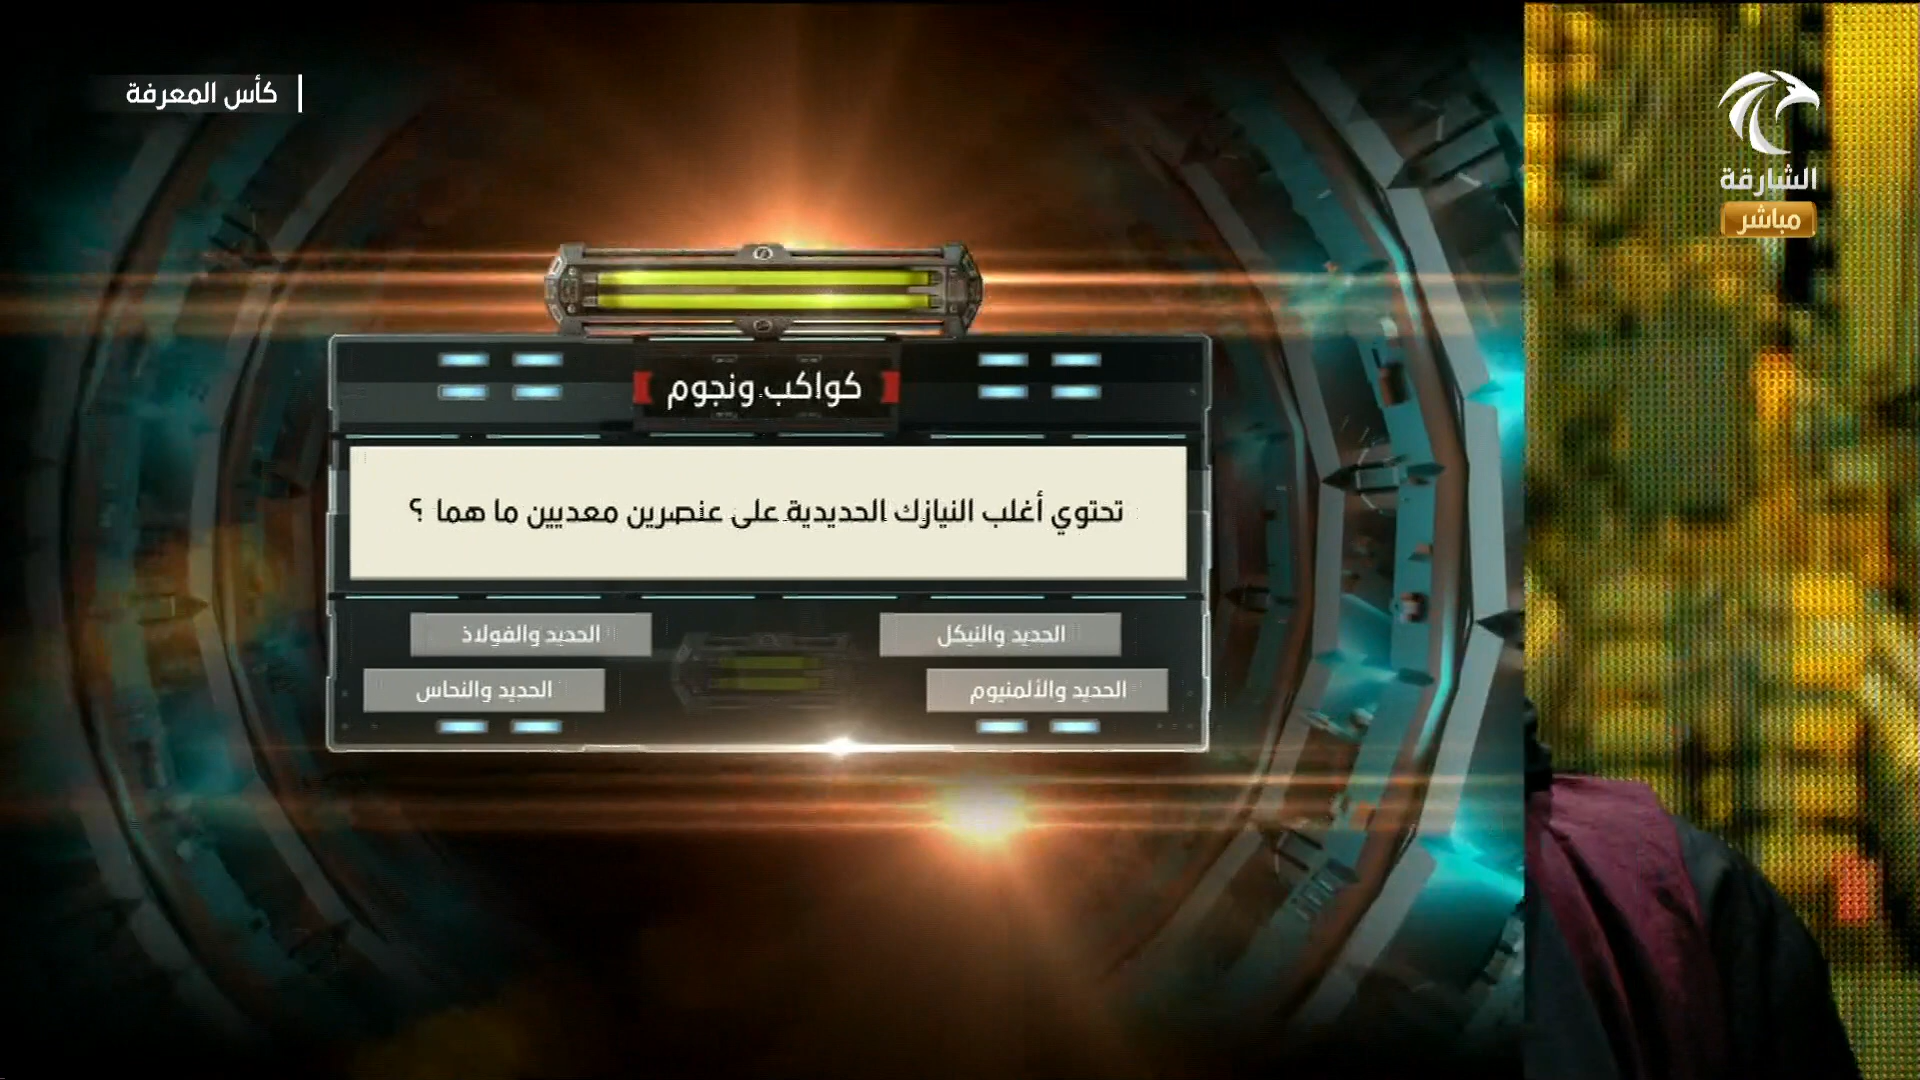 كأس المعرفة
الشارقة
مباشر
كواكب ونجوم
تحتوي أغلب النيازك الحديدية على عنصرين معديين ما هما ؟
الحديد والنيكل
الحديد والفولاذ
الحديد والألمنيوم
الحديد والنحاس